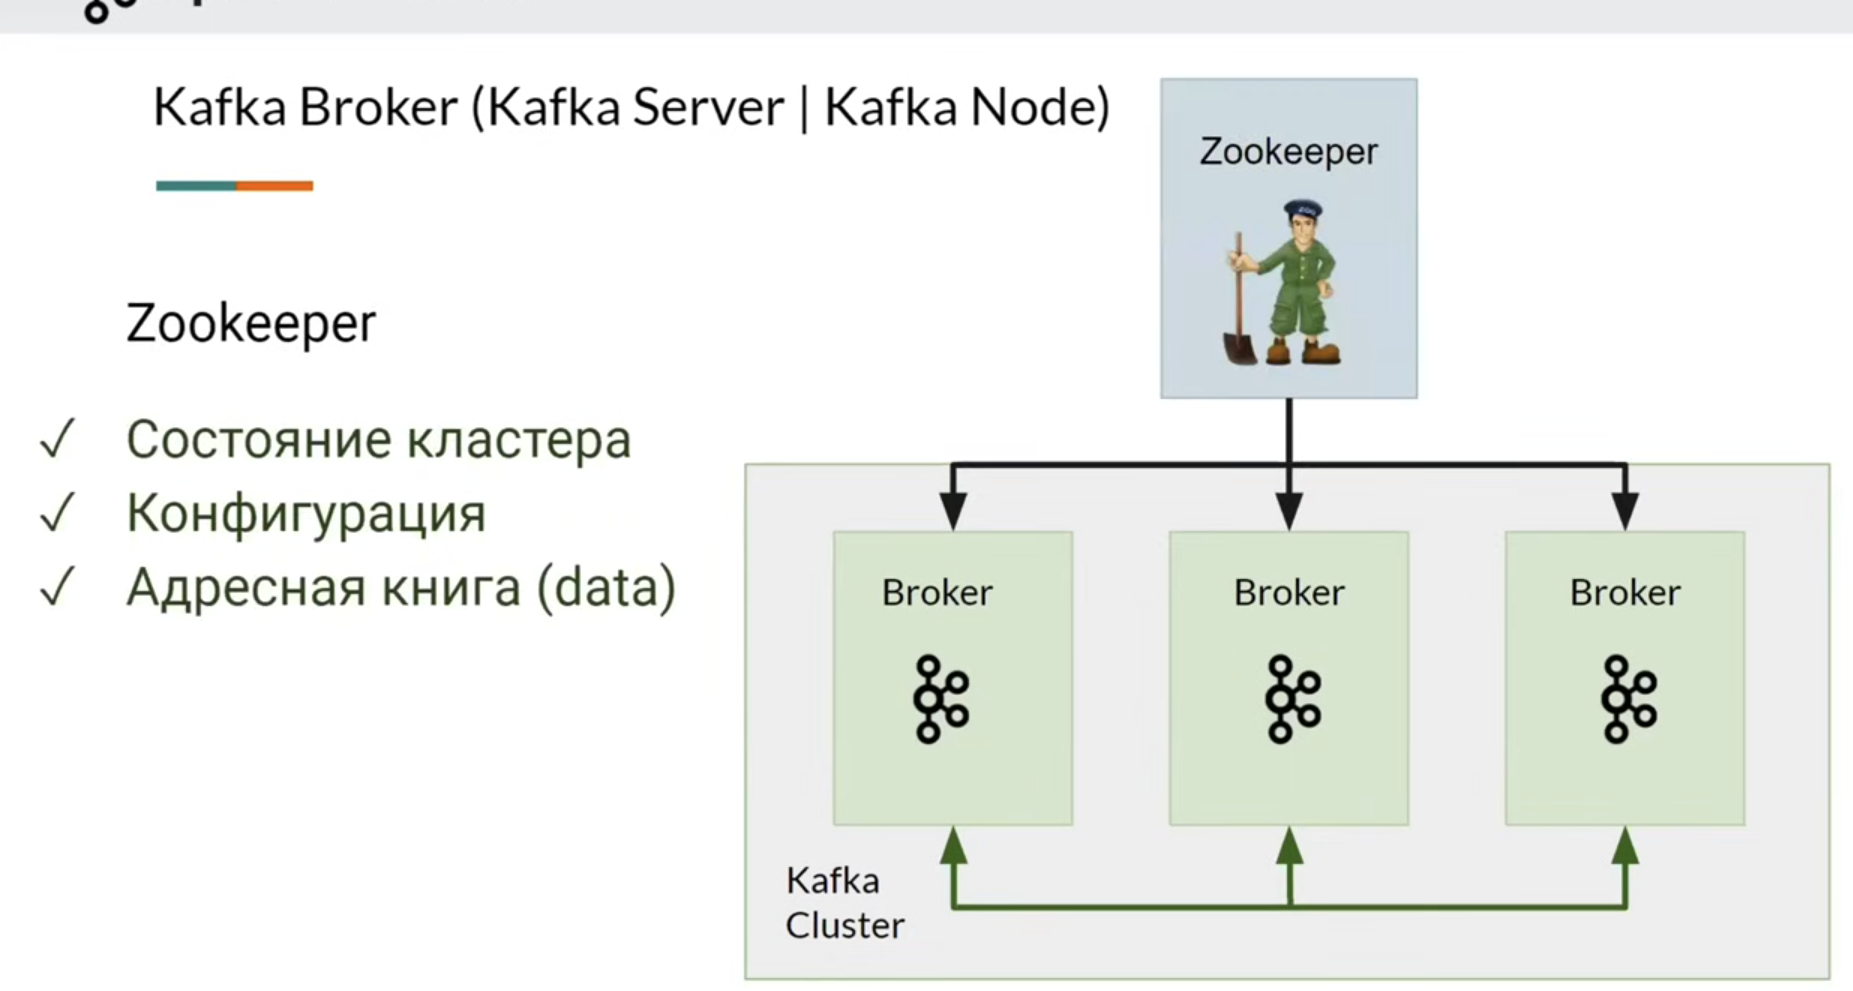 Kafka Broker (Kafka Server | Kafka Node)
Zookeeper
Zookeeper
✓ Состояние кластера
✓ Конфигурация
✓ Адресная книга (data)
Broker
Broker
Broker
Kafka
Cluster